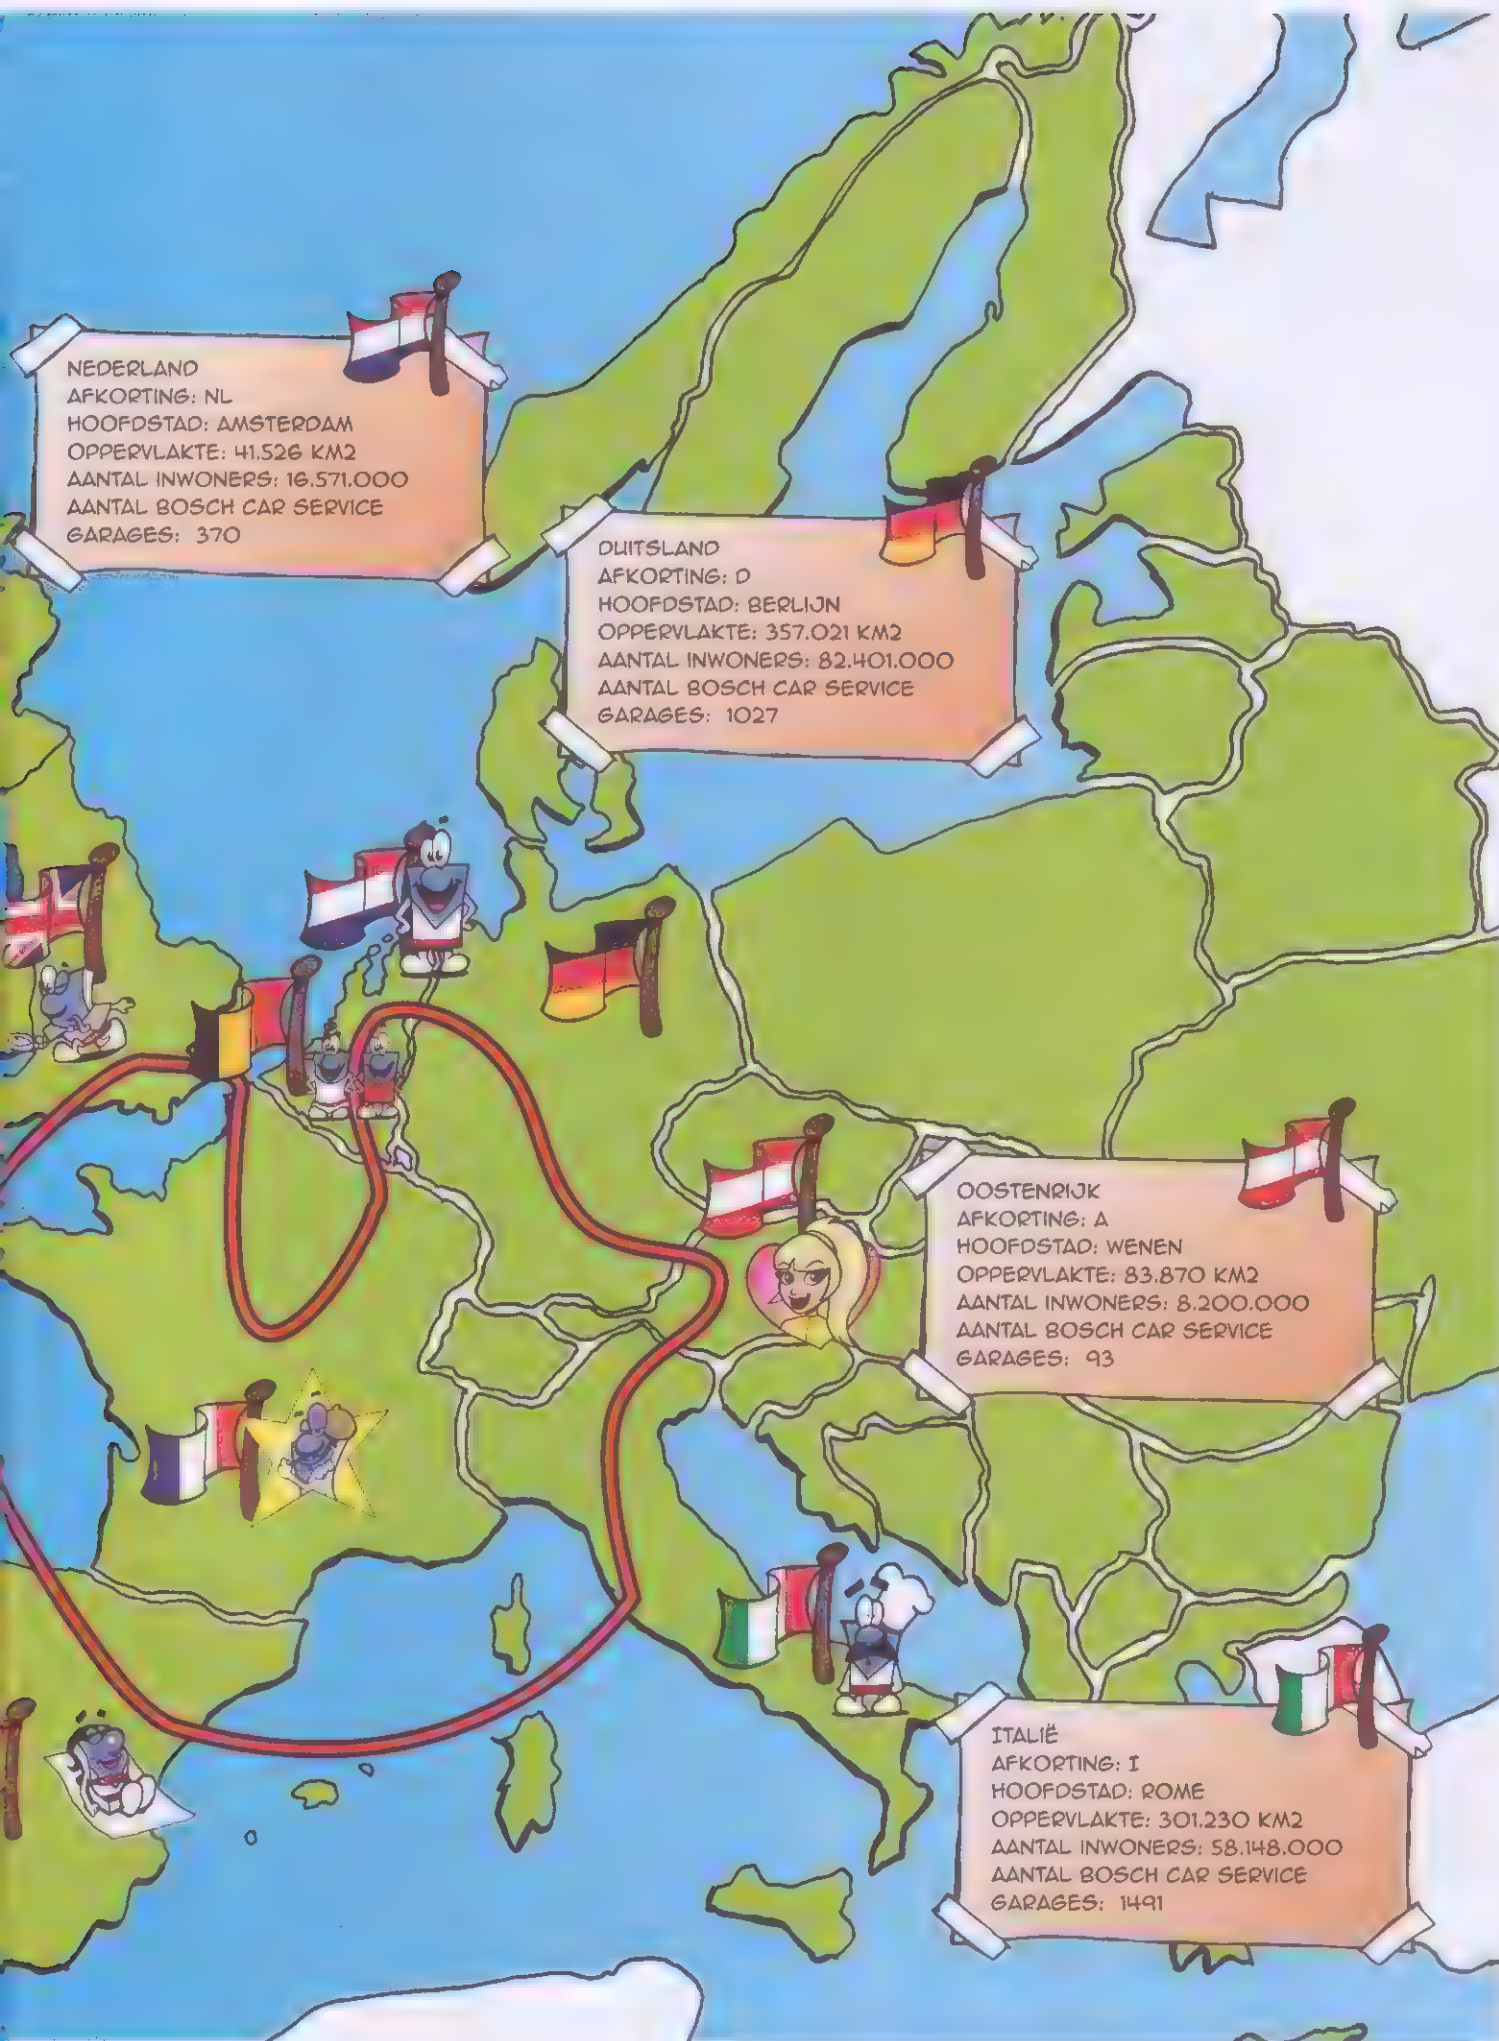 NEDERLAND
AFKORTING: NL
HOOFDSTAD: AMSTERDAM
OPPERVLAKTE: 41.526 KM2
AANTAL INWONERS: 16.571.000
AANTAL BOSCH CAR SERVICE
GARAGES: 370
DUITSLAND
AFKORTING: D
HOOFDSTAD: BERLIJN
OPPERVLAKTE: 357.021 KM2
AANTAL INWONERS: 82.401.000
AANTAL BOSCH CAR SERVICE
GARAGES: 1027
OOSTENRIJK
AFKORTING: A
HOOFDSTAD: WENEN
OPPERVLAKTE: 83.870 KM2
AANTAL INWONERS: 8.200.000
AANTAL BOSCH CAR SERVICE
GARAGES: 93
ITALIË
AFKORTING: I
HOOFDSTAD: ROME
OPPERVLAKTE: 301.230 KM2
AANTAL INWONERS: 58.148.000
AANTAL BOSCH CAR SERVICE
GARAGES: 1491